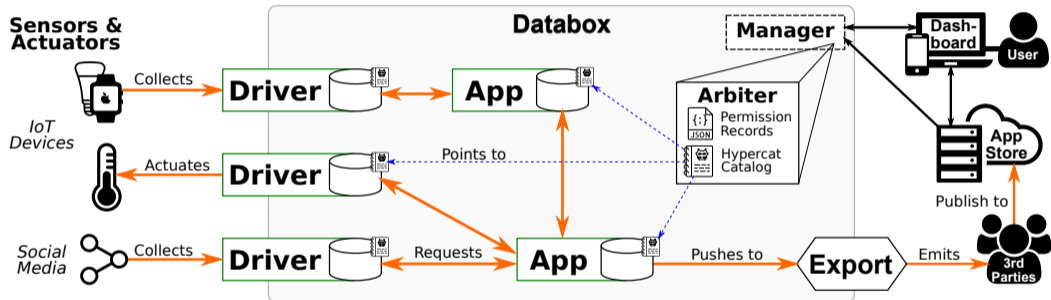 Sensors &
Actuators
IoT
Devices
Social
Media
Collects
Actuates
Collects
Databox
Driver
App
Driver
Points to
Driver
Requests
App
Pushes to
Export
Emits
Manager
Arbiter
{;}
JSON
Permission
Records
Hypercat
Catalog
Dash-
board
User
App
Store
Publish to
3rd
Parties